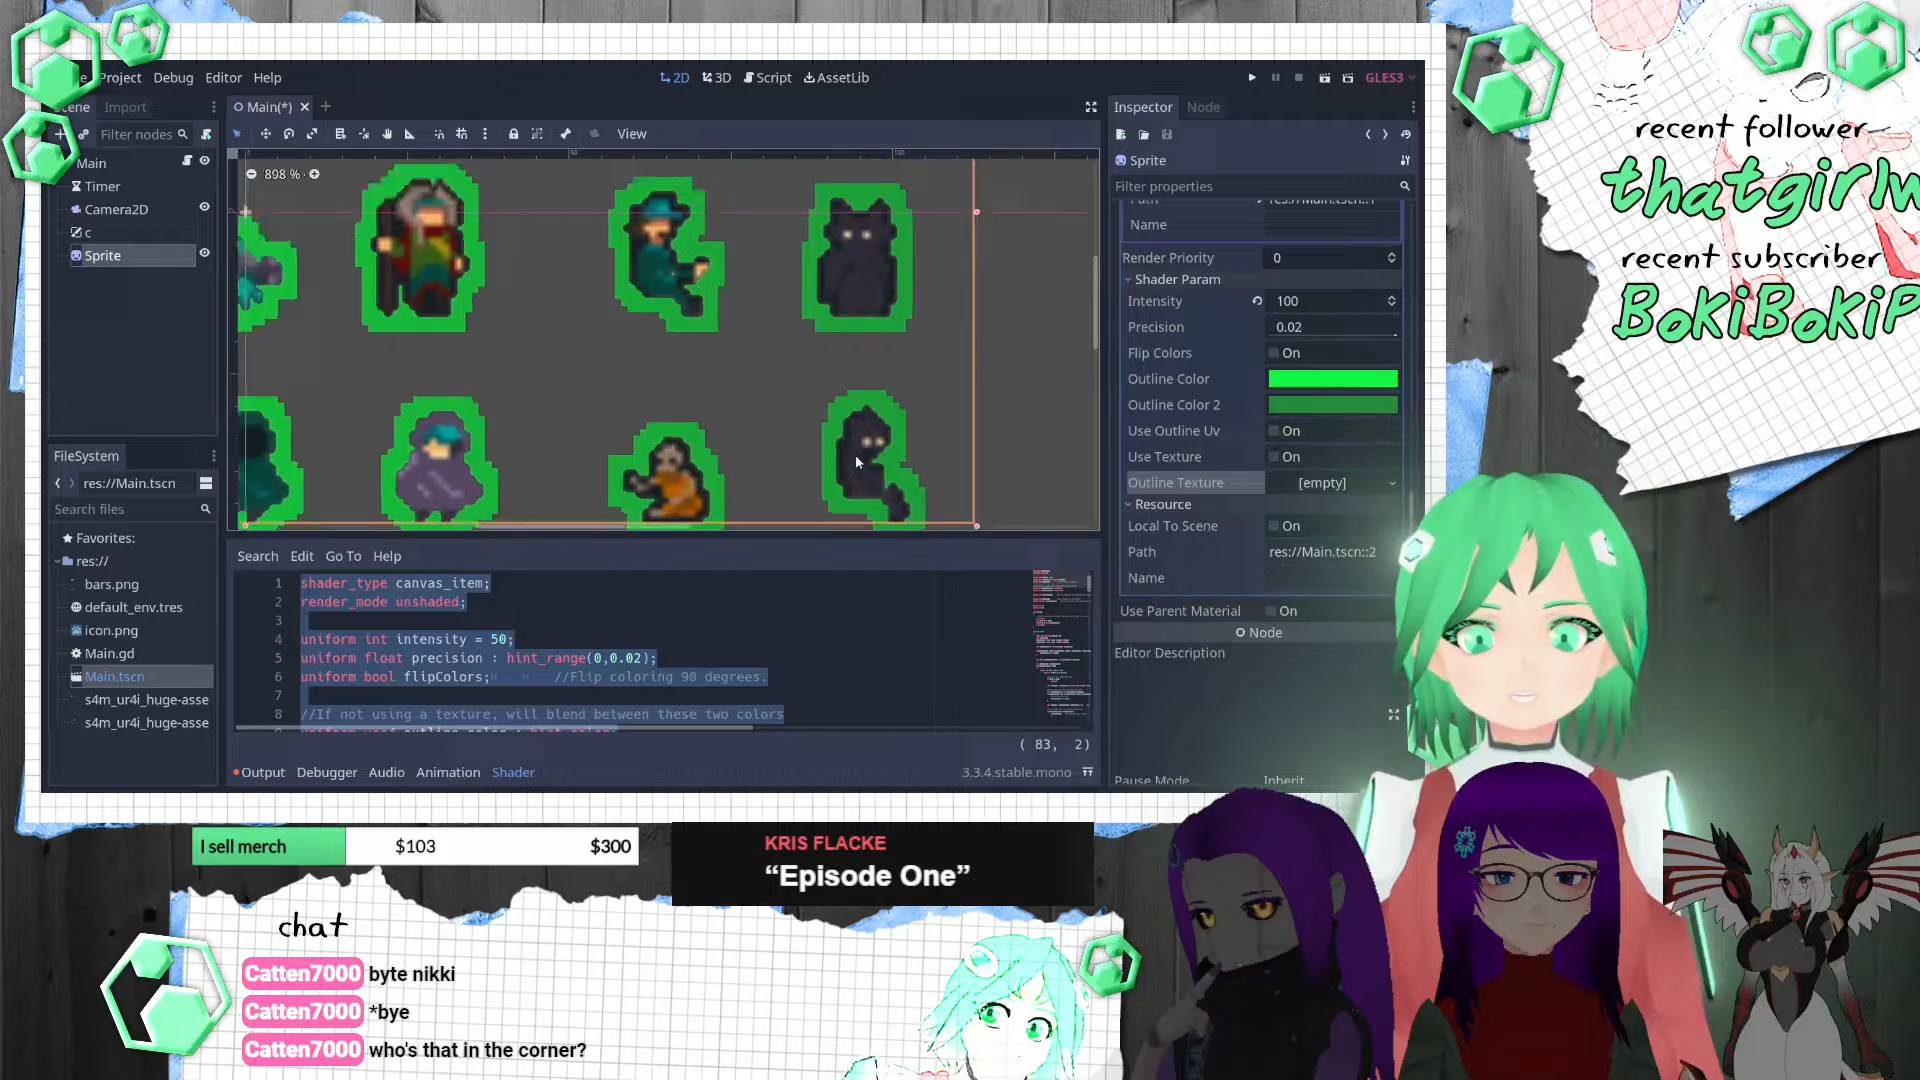 Project Debug Editor Help
2D 3D Script AssetLib
GLES3
Scene Import
Main(*)
Inspector Node
Filter nodes
View
Sprite
Filter properties
Main
Timer
Camera2D
c
Sprite
898 %
50
100
Name
Render Priority 0
Shader Param
Intensity 100
Precision 0.02
Flip Colors On
Outline Color
Outline Color 2
Use Outline Uv On
Use Texture On
Outline Texture [empty]
Resource
Local To Scene On
Path res://Main.tscn::2
Name
Use Parent Material On
Node
Editor Description
Pause Mode Inherit
FileSystem
res://Main.tscn
Search files
Favorites:
res://
bars.png
default_env.tres
icon.png
Main.gd
Main.tscn
s4m_ur4i_huge-asse
s4m_ur4i_huge-asse
Search Edit Go To Help
1 shader_type canvas_item;
2 render_mode unshaded;
3
4 uniform int intensity = 50;
5 uniform float precision : hint_range(0,0.02);
6 uniform bool flipColors; //Flip coloring 90 degrees.
7
8 //If not using a texture, will blend between these two colors
( 83, 2)
Output Debugger Audio Animation Shader
3.3.4.stable.mono
recent follower
thatgirlw
recent subscriber
BokiBokiP
I sell merch $103 $300
KRIS FLACKE
“Episode One”
chat
Catten7000 byte nikki
Catten7000 *bye
Catten7000 who's that in the corner?